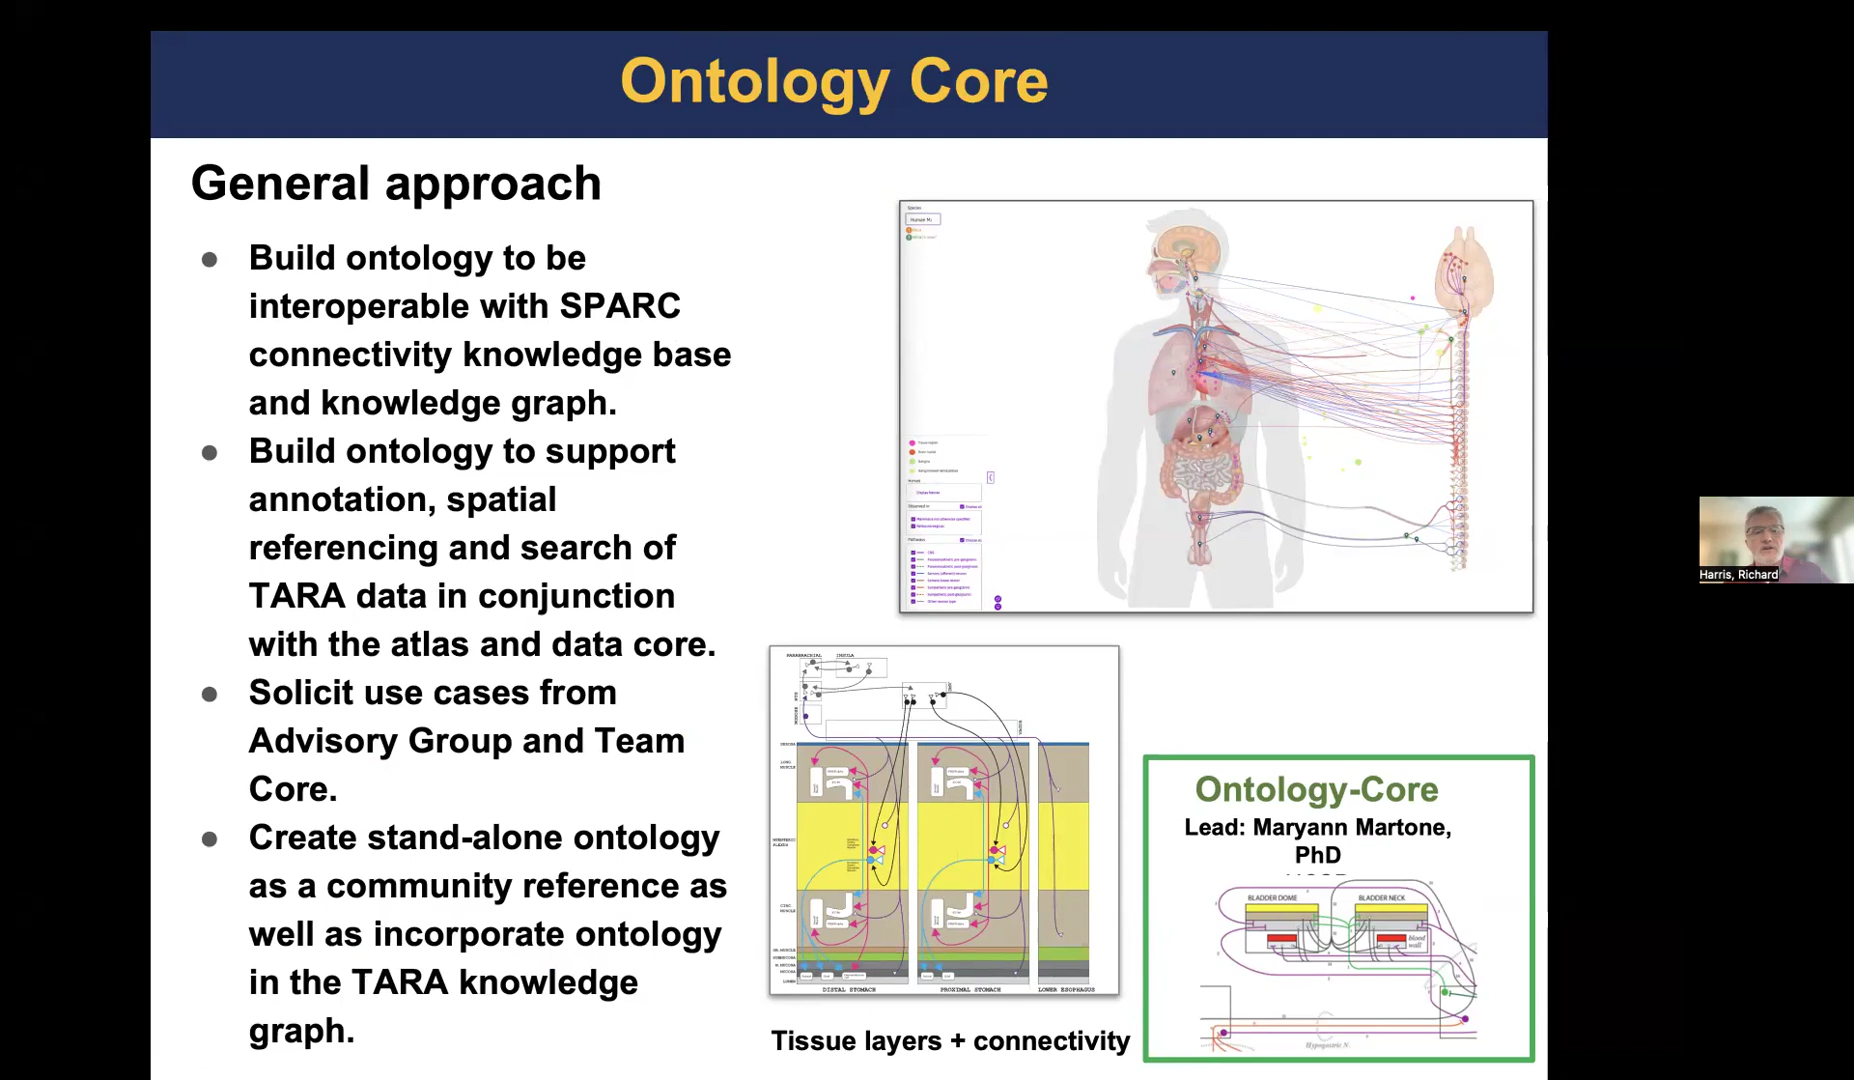 Ontology Core
General approach
● Build ontology to be
interoperable with SPARC
connectivity knowledge base
and knowledge graph.
● Build ontology to support
annotation, spatial
referencing and search of
TARA data in conjunction
with the atlas and data core.
● Solicit use cases from
Advisory Group and Team
Core.
● Create stand-alone ontology
as a community reference as
well as incorporate ontology
in the TARA knowledge
graph.
Species
PARABRACHIAL INSULA
DISTAL STOMACH PROXIMAL STOMACH LOWER ESOPHAGUS
Tissue layers + connectivity
Ontology-Core
Lead: Maryann Martone,
PhD
BLADDER DOME BLADDER NECK
blood
wall
Hypogastric N.
Harris, Richard